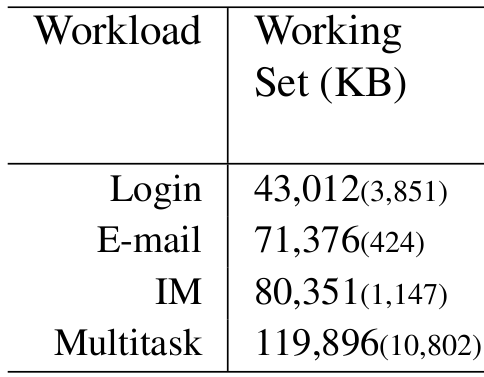 Workload Working
Set (KB)
Login 43,012(3,851)
E-mail 71,376(424)
IM 80,351(1,147)
Multitask 119,896(10,802)